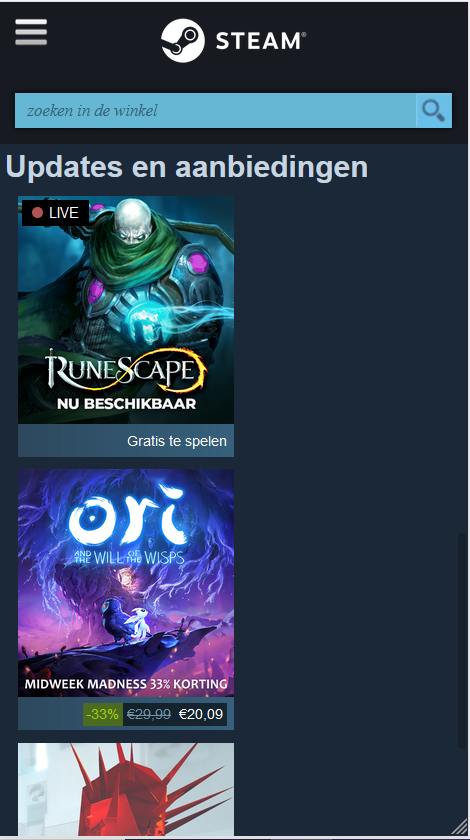 STEAM®
zoeken in de winkel
Updates en aanbiedingen
LIVE
RUNESCAPE
NU BESCHIKBAAR
Gratis te spelen
ori
AND THE WILL OF THE WISPS
MIDWEEK MADNESS 33% KORTING
-33% €29,99 €20,09